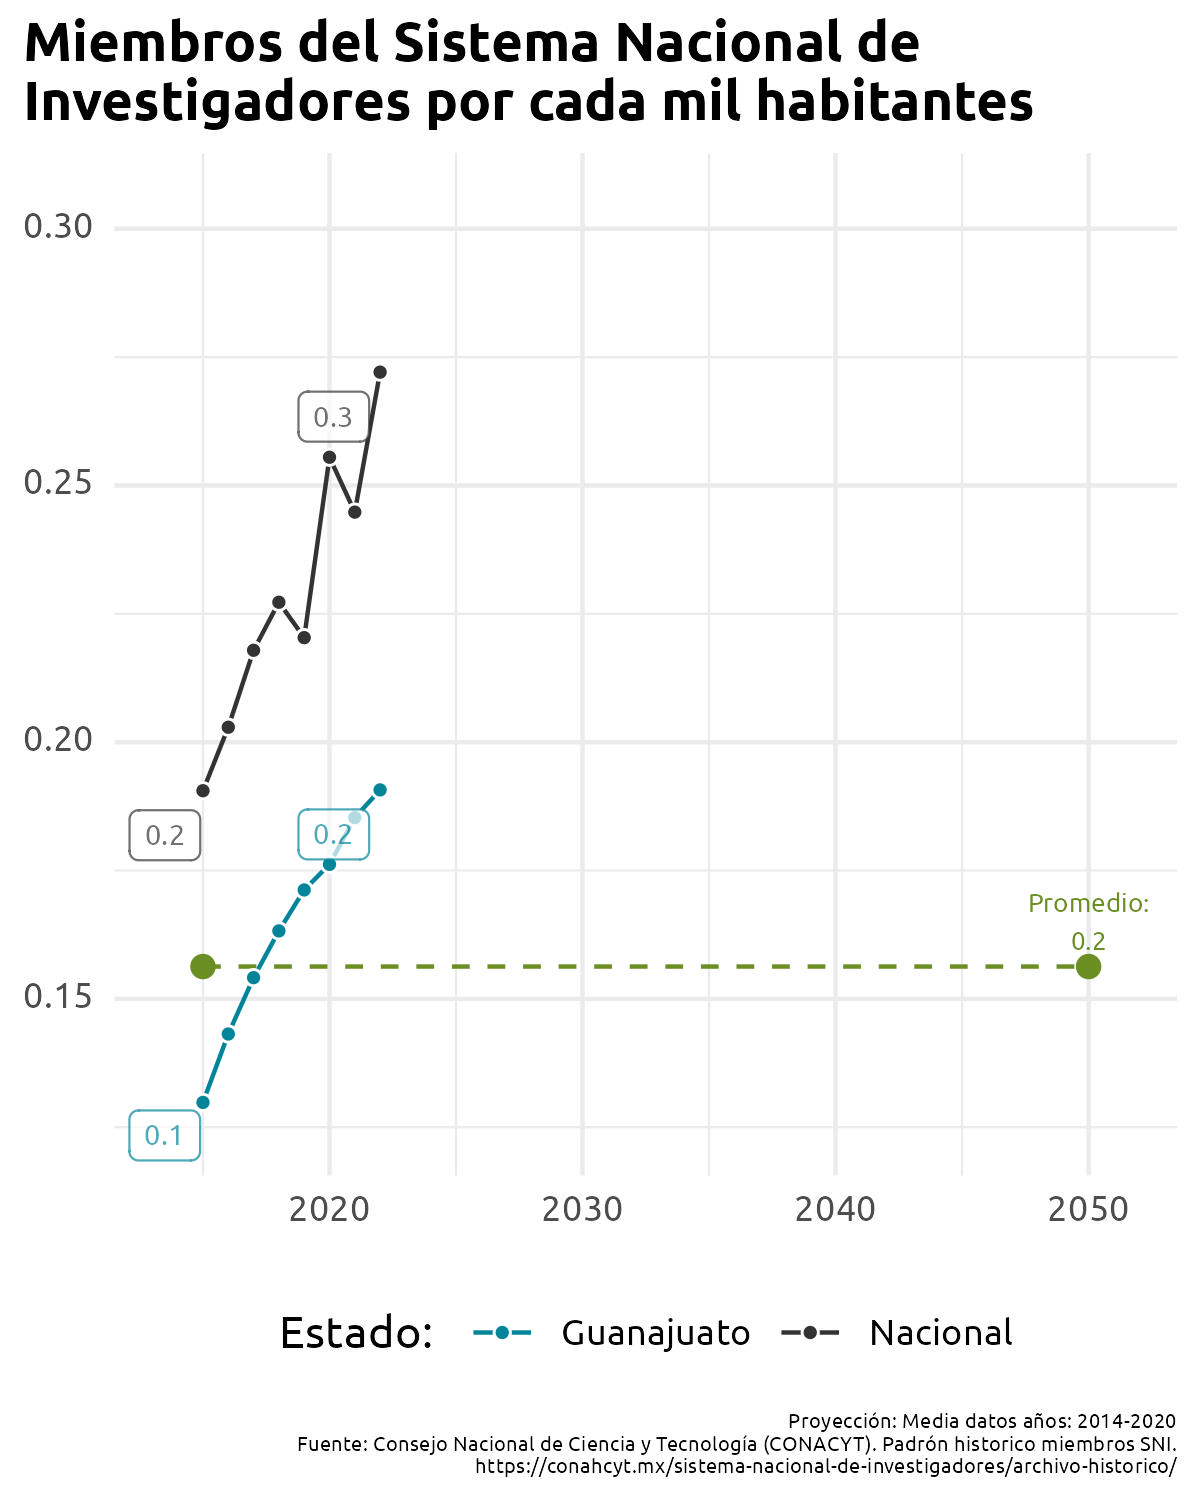 Miembros del Sistema Nacional de
Investigadores por cada mil habitantes
0.30
0.3
0.25
0.20
0.2
0.2
Promedio:
0.2
0.15
0.1
2020 2030 2040 2050
Estado: Guanajuato Nacional
Proyección: Media datos años: 2014-2020
Fuente: Consejo Nacional de Ciencia y Tecnología (CONACYT). Padrón historico miembros SNI.
https://conahcyt.mx/sistema-nacional-de-investigadores/archivo-historico/